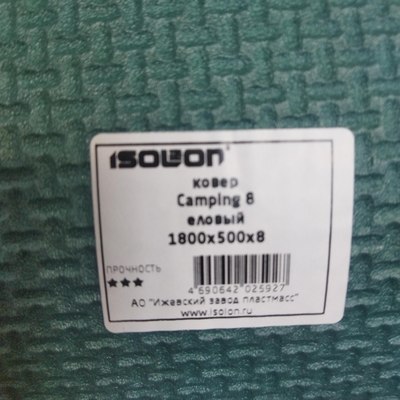 ISOLON®
ковер
Camping 8
еловый
1800x500x8
ПРОЧНОСТЬ
★★★
4 690642 025927
АО "Ижевский завод пластмасс"
www.isolon.ru